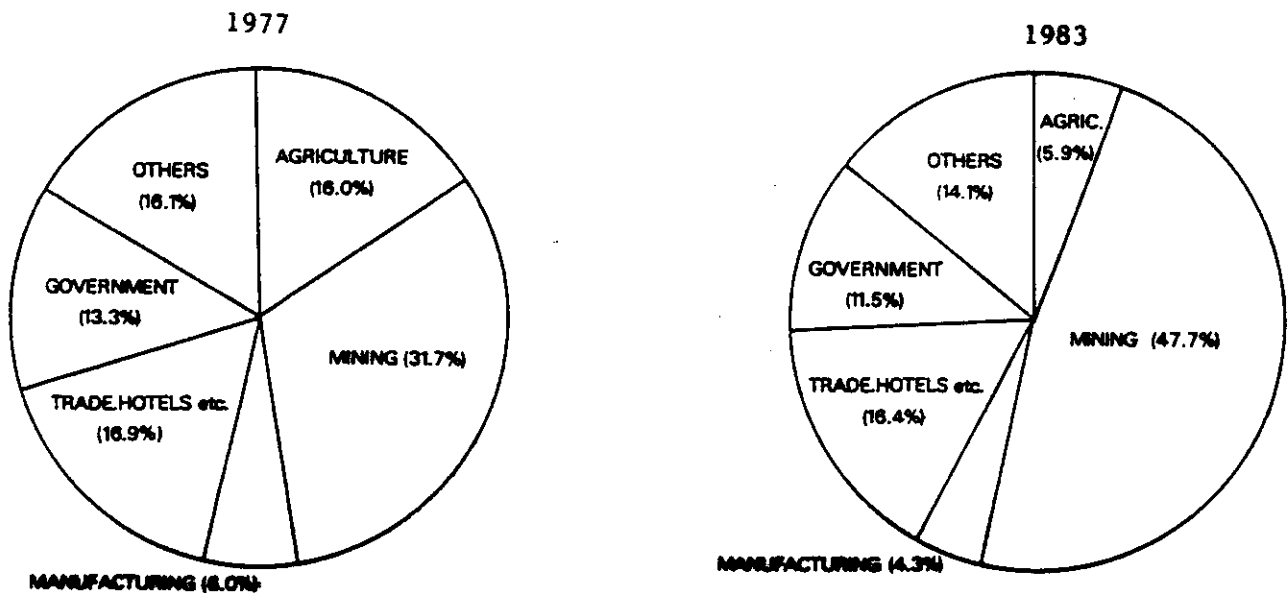 1977
OTHERS
(16.1%)
AGRICULTURE
(16.0%)
GOVERNMENT
(13.3%)
MINING (31.7%)
TRADE.HOTELS etc.
(16.9%)
MANUFACTURING (6.0%)
1983
AGRIC.
(5.9%)
OTHERS
(14.1%)
GOVERNMENT
(11.5%)
MINING (47.7%)
TRADE.HOTELS etc.
(16.4%)
MANUFACTURING (4.3%)